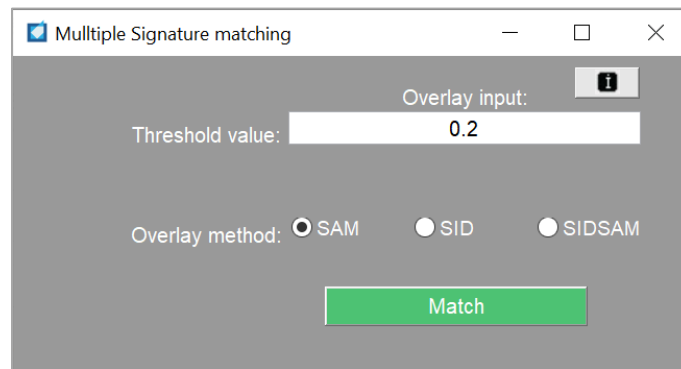 Mulltiple Signature matching
Overlay input:
Threshold value: 0.2
Overlay method: SAM SID SIDSAM
Match